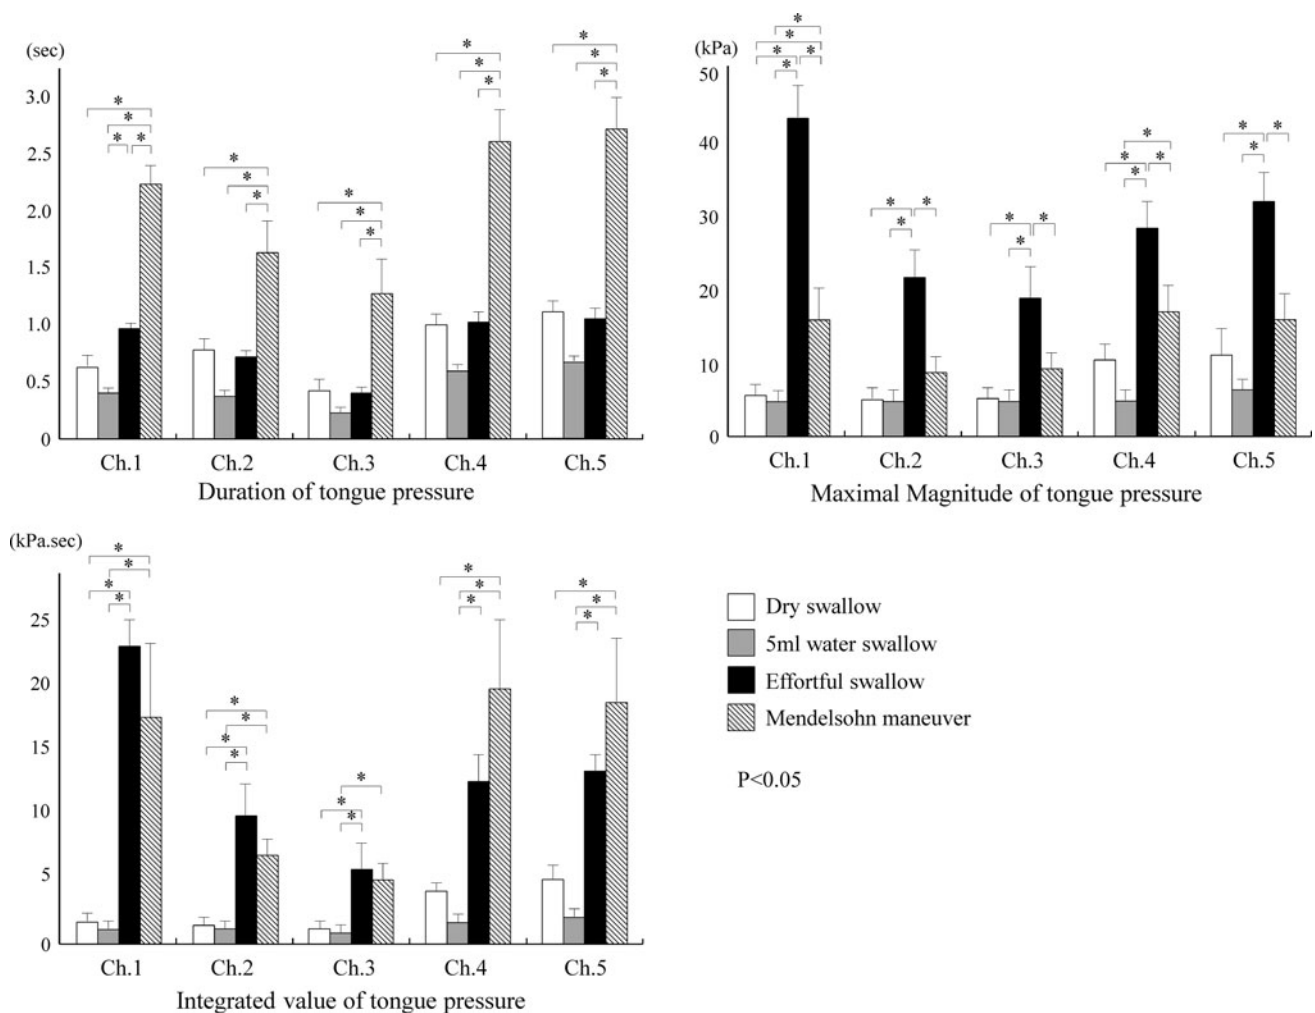 (sec)
3.0
2.5
2.0
1.5
1.0
0.5
0
* * * *
* * *
* * *
* * *
* * *
Ch.1 Ch.2 Ch.3 Ch.4 Ch.5
Duration of tongue pressure
(kPa)
50
40
30
20
10
0
* * * * * *
* * *
* * *
* * * *
* * *
Ch.1 Ch.2 Ch.3 Ch.4 Ch.5
Maximal Magnitude of tongue pressure
(kPa.sec)
25
20
15
10
5
0
* * * *
* * * *
* * *
* * *
* * *
Ch.1 Ch.2 Ch.3 Ch.4 Ch.5
Integrated value of tongue pressure
Dry swallow
5ml water swallow
Effortful swallow
Mendelsohn maneuver
P<0.05